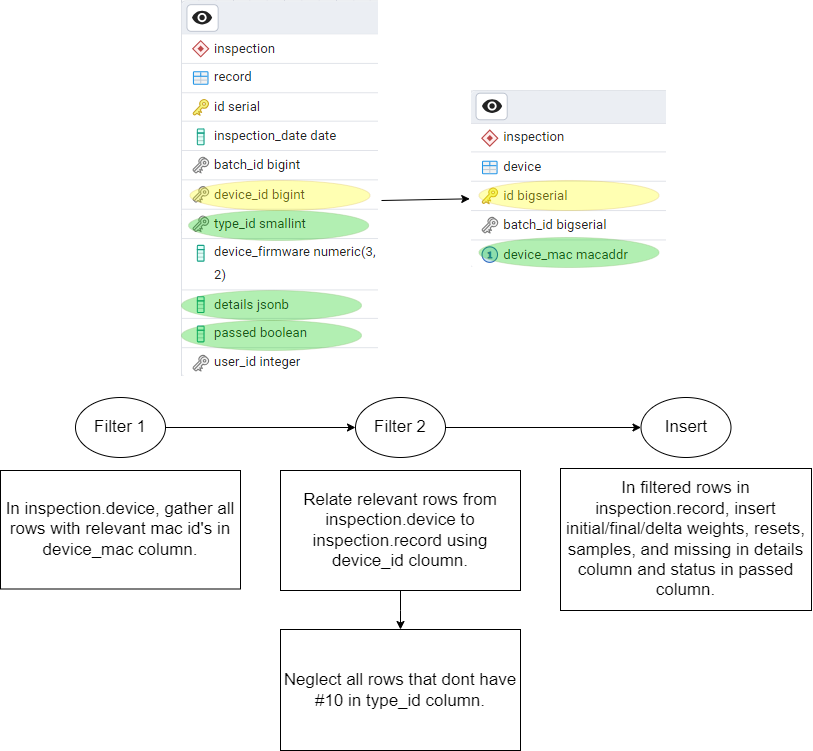 inspection
record
id serial
inspection_date date
batch_id bigint
device_id bigint
type_id smallint
device_firmware numeric(3,
2)
details jsonb
passed boolean
user_id integer
inspection
device
id bigserial
batch_id bigserial
1 device_mac macaddr
Filter 1
Filter 2
Insert
In inspection.device, gather all
rows with relevant mac id's in
device_mac column.
Relate relevant rows from
inspection.device to
inspection.record using
device_id cloumn.
In filtered rows in
inspection.record, insert
initial/final/delta weights, resets,
samples, and missing in details
column and status in passed
column.
Neglect all rows that dont have
#10 in type_id column.